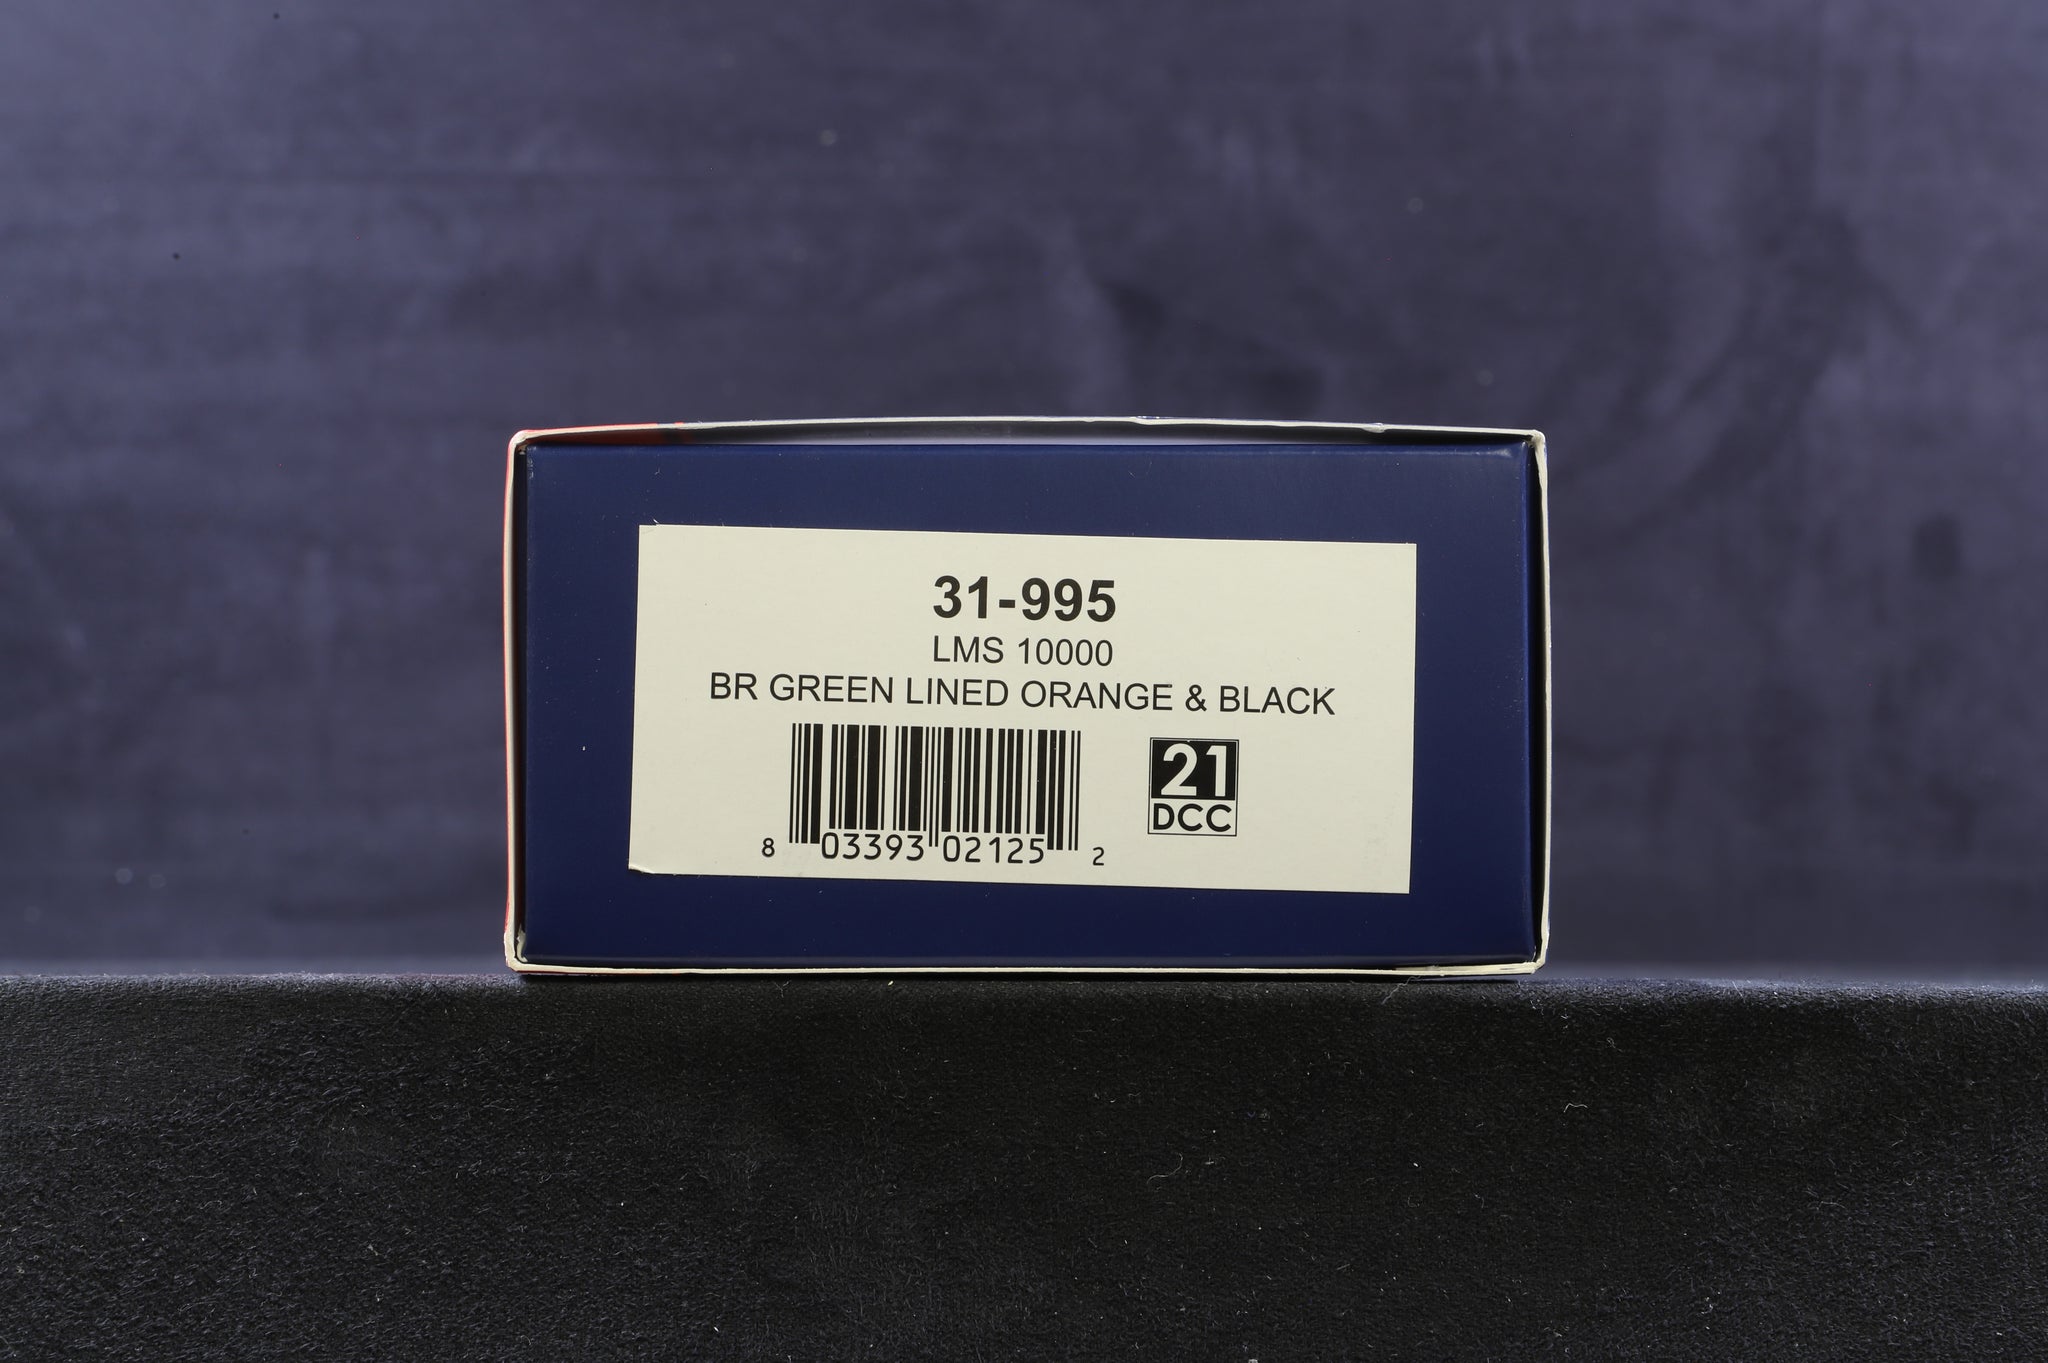 31-995
LMS 10000
BR GREEN LINED ORANGE & BLACK
21
DCC
8 03393 02125 2